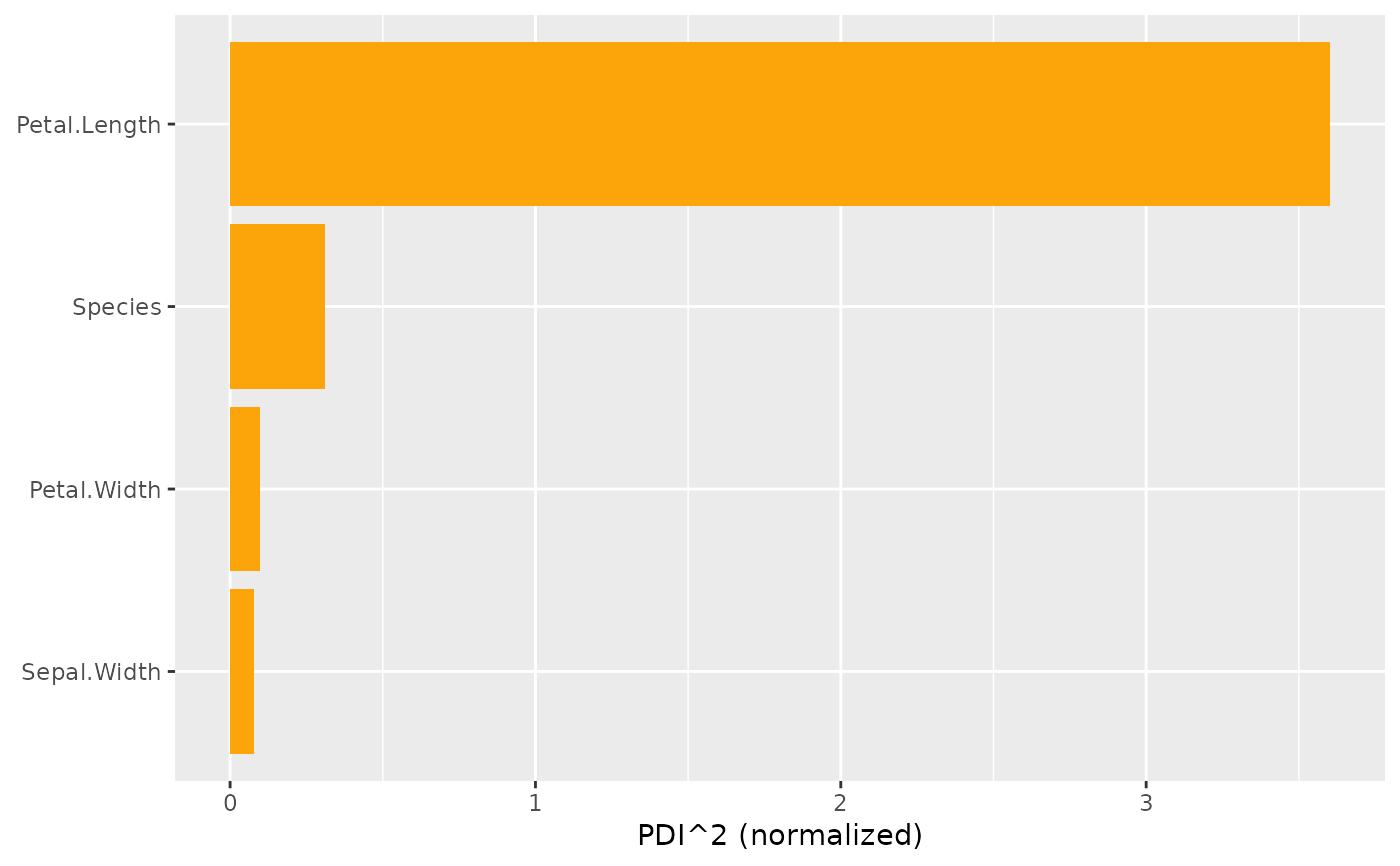 Petal.Length
Species
Petal.Width
Sepal.Width
0 1 2 3
PDI^2 (normalized)